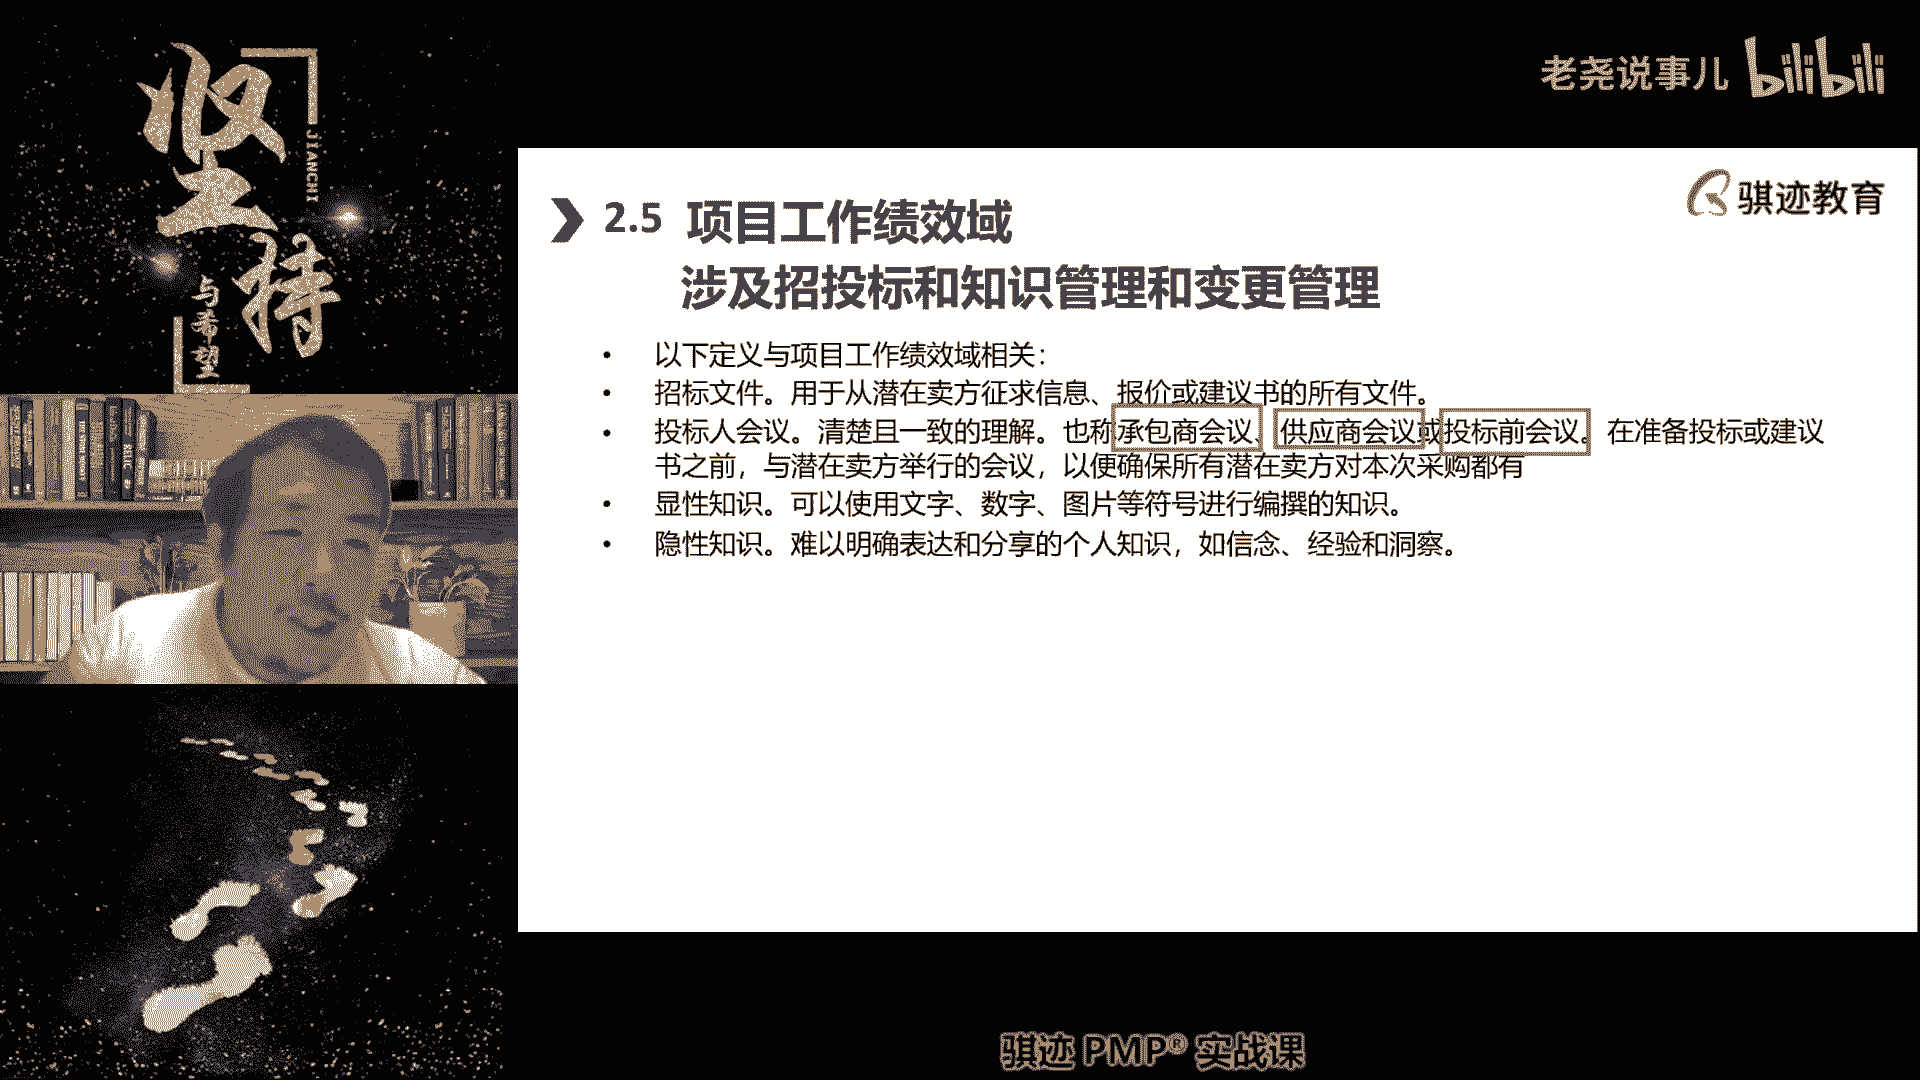 坚持
JIANCHI
与希望
老尧说事儿 bilibili
骐迹教育
2.5 项目工作绩效域
涉及招投标和知识管理和变更管理
• 以下定义与项目工作绩效域相关：
• 招标文件。用于从潜在卖方征求信息、报价或建议书的所有文件。
• 投标人会议。清楚且一致的理解。也称承包商会议、供应商会议或投标前会议。在准备投标或建议
书之前，与潜在卖方举行的会议，以便确保所有潜在卖方对本次采购都有
• 显性知识。可以使用文字、数字、图片等符号进行编撰的知识。
• 隐性知识。难以明确表达和分享的个人知识，如信念、经验和洞察。
骐迹 PMP® 实战课